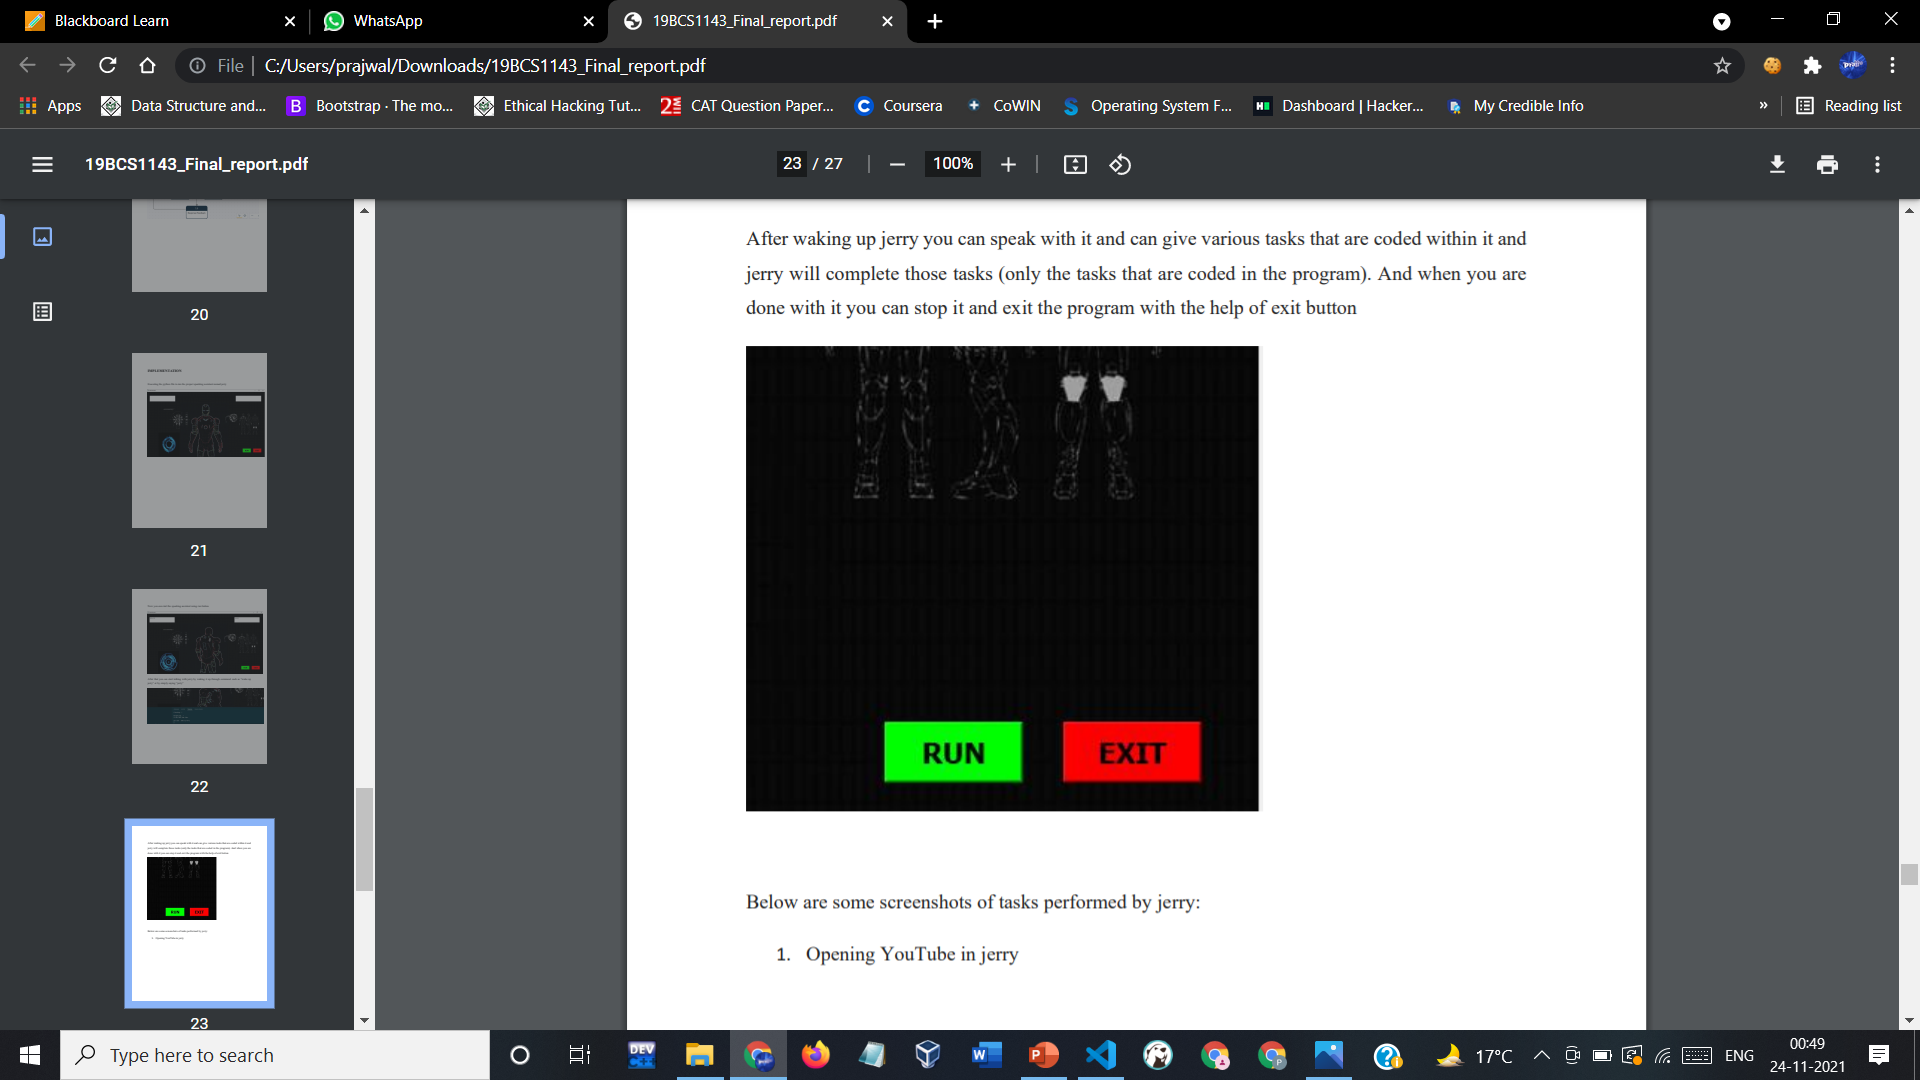 Blackboard Learn
WhatsApp
19BCS1143_Final_report.pdf
File
C:/Users/prajwal/Downloads/19BCS1143_Final_report.pdf
Apps
Data Structure and...
Bootstrap · The mo...
Ethical Hacking Tut...
CAT Question Paper...
Coursera
CoWIN
Operating System F...
Dashboard | Hacker...
My Credible Info
»
Reading list
19BCS1143_Final_report.pdf
23 / 27
100%
20
21
22
23
After waking up jerry you can speak with it and can give various tasks that are coded within it and
jerry will complete those tasks (only the tasks that are coded in the program). And when you are
done with it you can stop it and exit the program with the help of exit button
RUN
EXIT
Below are some screenshots of tasks performed by jerry:
1. Opening YouTube in jerry
Type here to search
DEV
17°C
ENG
00:49
24-11-2021